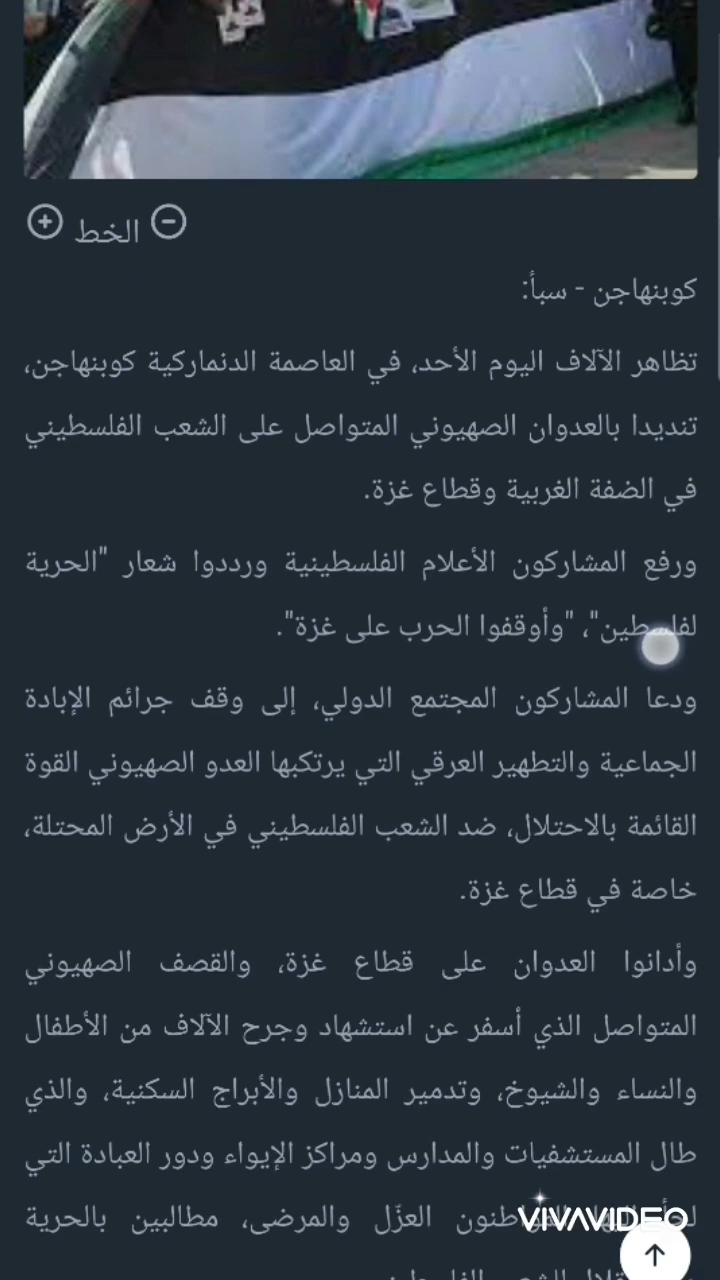 الخط
كوبنهاجن - سبأ:
تظاهر الآلاف اليوم الأحد، في العاصمة الدنماركية كوبنهاجن،
تنديدا بالعدوان الصهيوني المتواصل على الشعب الفلسطيني
في الضفة الغربية وقطاع غزة.
ورفع المشاركون الأعلام الفلسطينية ورددوا شعار "الحرية
لفلسطين"، "وأوقفوا الحرب على غزة".
ودعا المشاركون المجتمع الدولي، إلى وقف جرائم الإبادة
الجماعية والتطهير العرقي التي يرتكبها العدو الصهيوني القوة
القائمة بالاحتلال، ضد الشعب الفلسطيني في الأرض المحتلة،
خاصة في قطاع غزة.
وأدانوا العدوان على قطاع غزة، والقصف الصهيوني
المتواصل الذي أسفر عن استشهاد وجرح الآلاف من الأطفال
والنساء والشيوخ، وتدمير المنازل والأبراج السكنية، والذي
طال المستشفيات والمدارس ومراكز الإيواء ودور العبادة التي
العزّل والمرضى، مطالبين بالحرية
VIVAVIDEO